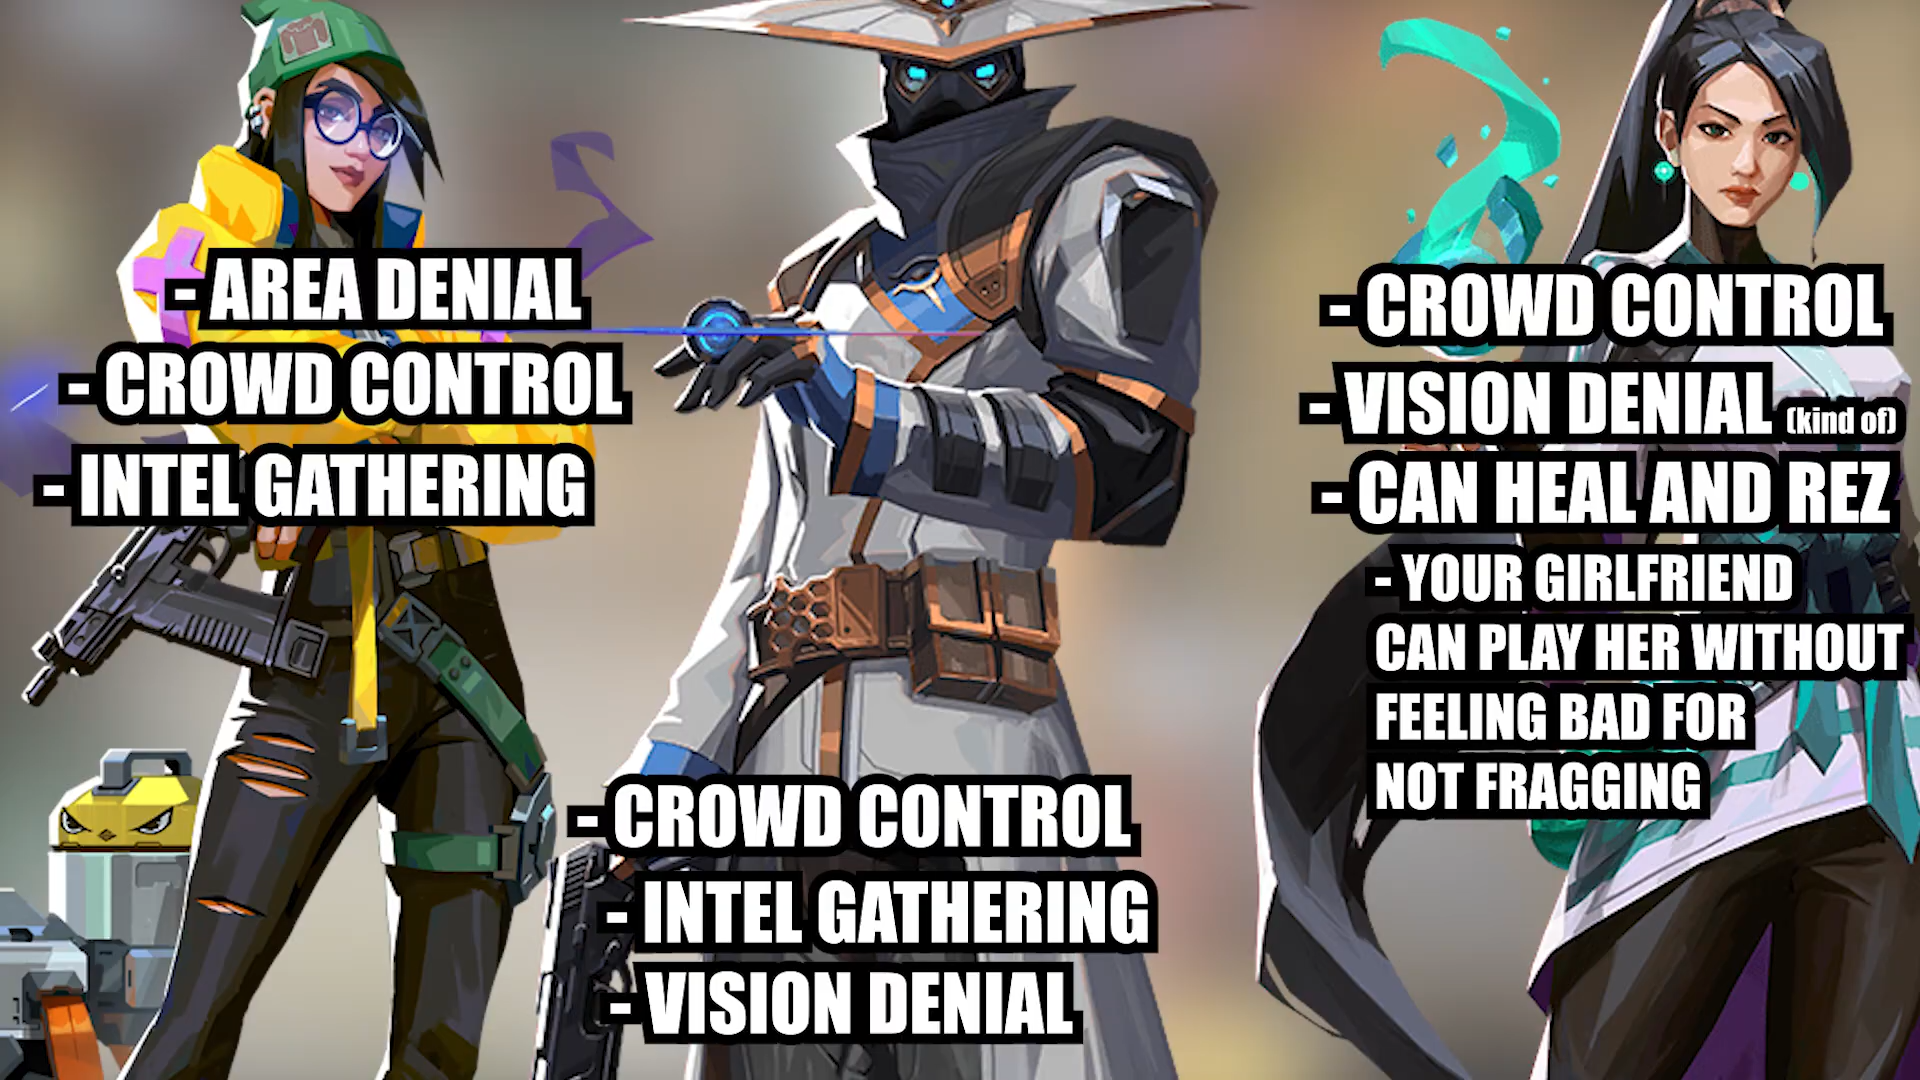 - AREA DENIAL
- CROWD CONTROL
- INTEL GATHERING
- CROWD CONTROL
- INTEL GATHERING
- VISION DENIAL
- CROWD CONTROL
- VISION DENIAL (kind of)
- CAN HEAL AND REZ
- YOUR GIRLFRIEND
CAN PLAY HER WITHOUT
FEELING BAD FOR
NOT FRAGGING